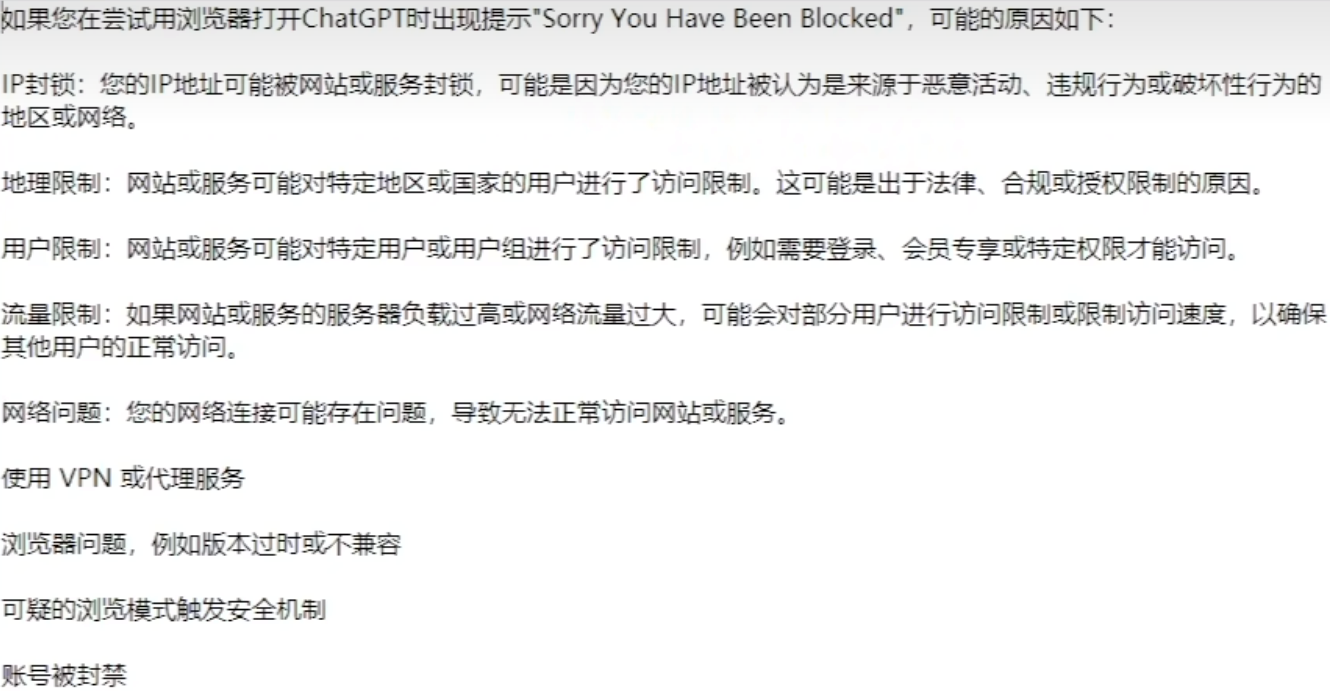 如果您在尝试用浏览器打开ChatGPT时出现提示"Sorry You Have Been Blocked"，可能的原因如下：
IP封锁：您的IP地址可能被网站或服务封锁，可能是因为您的IP地址被认为是来源于恶意活动、违规行为或破坏性行为的
地区或网络。
地理限制：网站或服务可能对特定地区或国家的用户进行了访问限制。这可能是出于法律、合规或授权限制的原因。
用户限制：网站或服务可能对特定用户或用户组进行了访问限制，例如需要登录、会员专享或特定权限才能访问。
流量限制：如果网站或服务的服务器负载过高或网络流量过大，可能会对部分用户进行访问限制或限制访问速度，以确保
其他用户的正常访问。
网络问题：您的网络连接可能存在问题，导致无法正常访问网站或服务。
使用 VPN 或代理服务
浏览器问题，例如版本过时或不兼容
可疑的浏览模式触发安全机制
账号被封禁